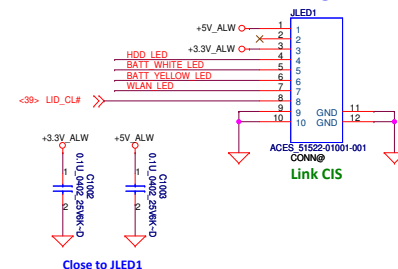 JLED1
+5V_ALW 1 1
2 2
+3.3V_ALW 3 3
HDD_LED 4 4
BATT_WHITE_LED 5 5
BATT_YELLOW_LED 6 6
WLAN_LED 7 7
<39> LID_CL# 8 8
9 9 GND 11
10 10 GND 12
ACES_51522-01001-001
CONN@
Link CIS
+3.3V_ALW
+5V_ALW
1
2
0.1U_0402_25V6K~D
C1002
1
2
0.1U_0402_25V6K~D
C1003
Close to JLED1